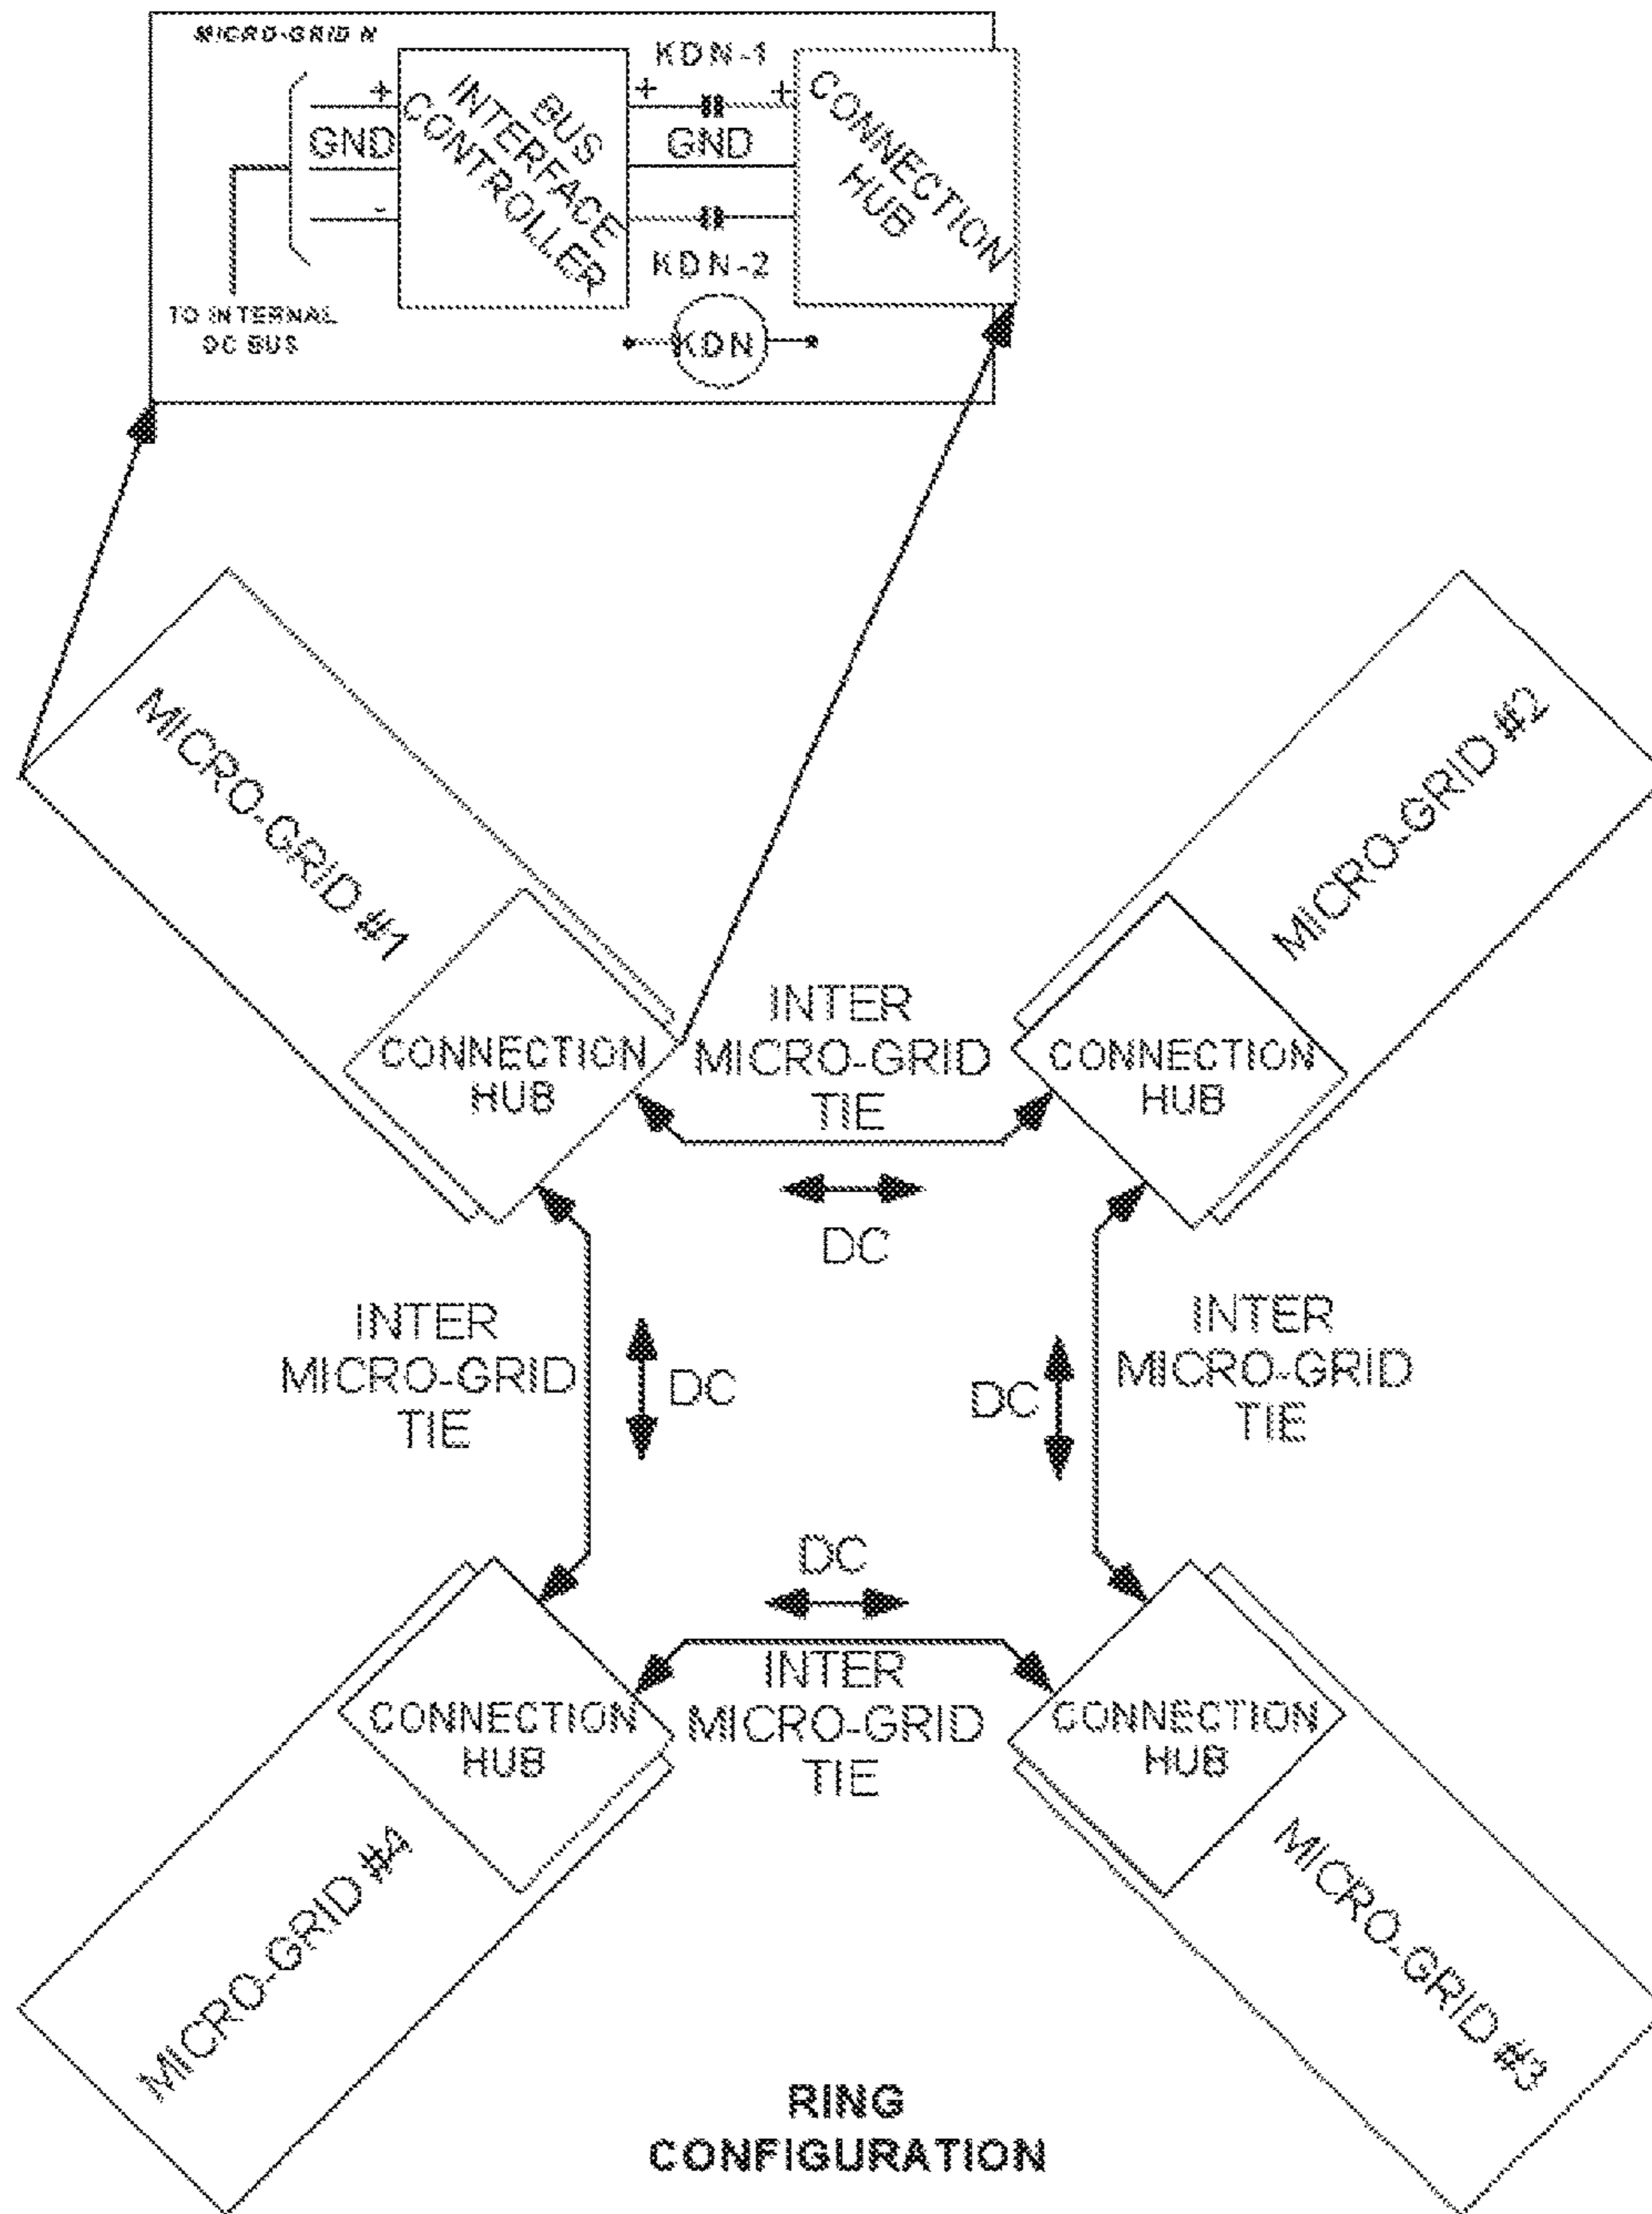 MICRO-GRID N
KDN-1
+
+
+
BUS
INTERFACE
CONTROLLER
CONNECTION
HUB
GND
GND
-
KDN-2
TO INTERNAL
DC BUS
KDN
MICRO-GRID #1
MICRO-GRID #2
CONNECTION
HUB
INTER
MICRO-GRID
TIE
CONNECTION
HUB
DC
INTER
MICRO-GRID
TIE
DC
DC
INTER
MICRO-GRID
TIE
DC
CONNECTION
HUB
INTER
MICRO-GRID
TIE
CONNECTION
HUB
MICRO-GRID #4
MICRO-GRID #3
RING
CONFIGURATION